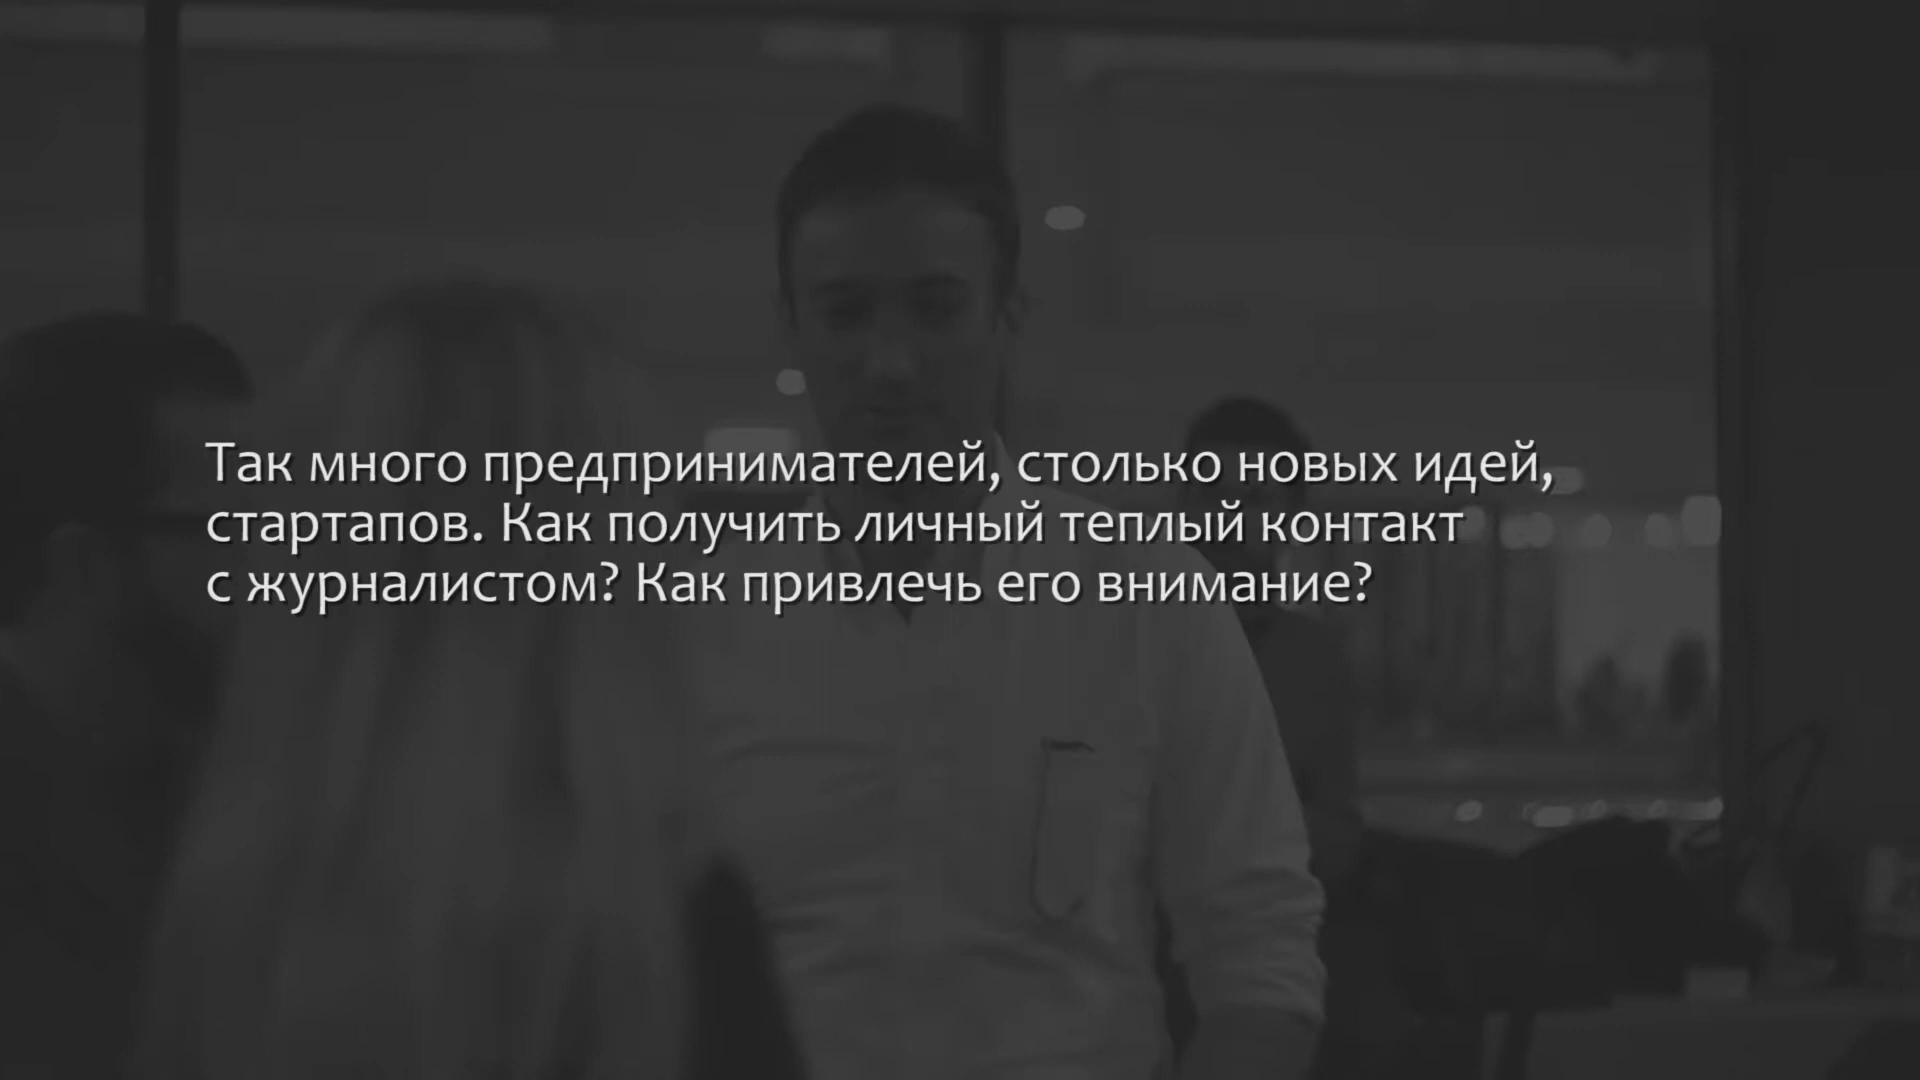 Так много предпринимателей, столько новых идей,
стартапов. Как получить личный теплый контакт
с журналистом? Как привлечь его внимание?